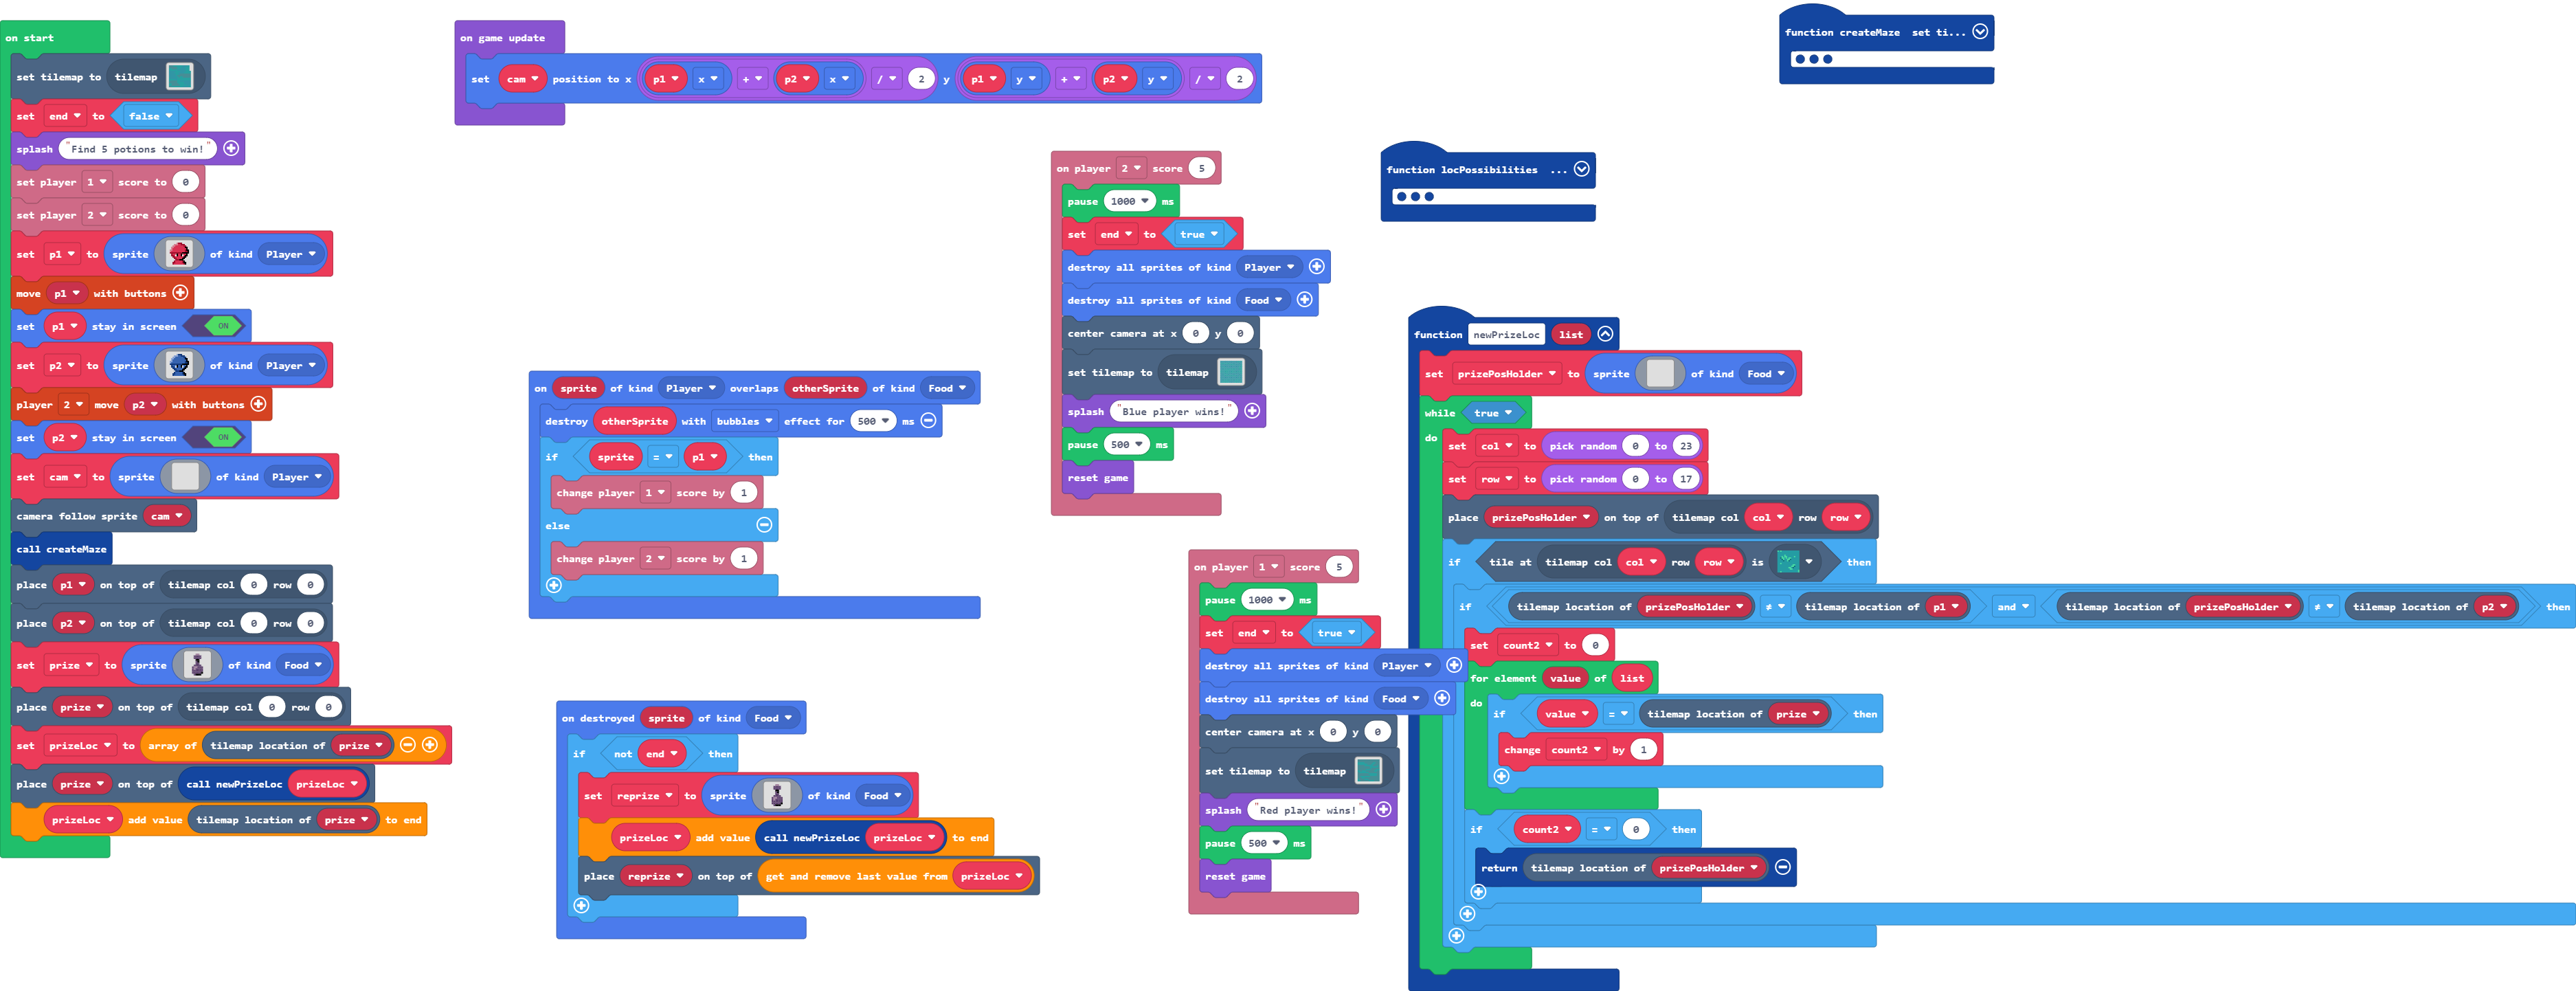 on start
set tilemap to tilemap
set end to false
splash "Find 5 potions to win!"
set player 1 score to 0
set player 2 score to 0
set p1 to sprite of kind Player
move p1 with buttons
set p1 stay in screen ON
set p2 to sprite of kind Player
player 2 move p2 with buttons
set p2 stay in screen ON
set cam to sprite of kind Player
camera follow sprite cam
call createMaze
place p1 on top of tilemap col 0 row 0
place p2 on top of tilemap col 0 row 0
set prize to sprite of kind Food
place prize on top of tilemap col 0 row 0
set prizeLoc to array of tilemap location of prize
place prize on top of call newPrizeLoc prizeLoc
prizeLoc add value tilemap location of prize to end
on game update
set cam position to x p1 x + p2 x / 2 y p1 y + p2 y / 2
on sprite of kind Player overlaps otherSprite of kind Food
destroy otherSprite with bubbles effect for 500 ms
if sprite = p1 then
change player 1 score by 1
else
change player 2 score by 1
on destroyed sprite of kind Food
if not end then
set reprize to sprite of kind Food
prizeLoc add value call newPrizeLoc prizeLoc to end
place reprize on top of get and remove last value from prizeLoc
on player 2 score 5
pause 1000 ms
set end to true
destroy all sprites of kind Player
destroy all sprites of kind Food
center camera at x 0 y 0
set tilemap to tilemap
splash "Blue player wins!"
pause 500 ms
reset game
on player 1 score 5
pause 1000 ms
set end to true
destroy all sprites of kind Player
destroy all sprites of kind Food
center camera at x 0 y 0
set tilemap to tilemap
splash "Red player wins!"
pause 500 ms
reset game
function createMaze set ti...
function locPossibilities ...
function newPrizeLoc list
set prizePosHolder to sprite of kind Food
while true
do
set col to pick random 0 to 23
set row to pick random 0 to 17
place prizePosHolder on top of tilemap col col row row
if tile at tilemap col col row row is then
if tilemap location of prizePosHolder ≠ tilemap location of p1 and tilemap location of prizePosHolder ≠ tilemap location of p2 then
set count2 to 0
for element value of list
do if value = tilemap location of prize then
change count2 by 1
if count2 = 0 then
return tilemap location of prizePosHolder